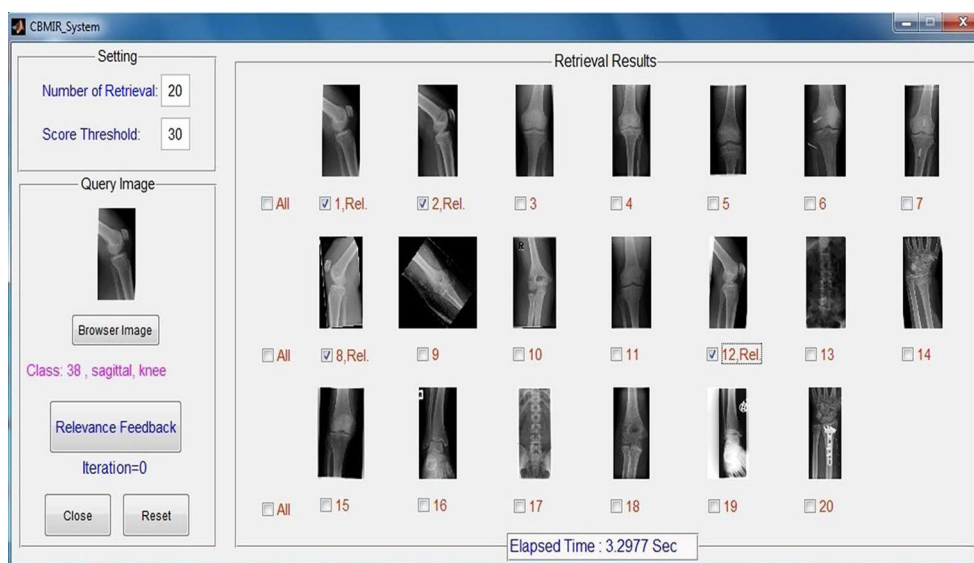 CBMIR_System
Setting
Number of Retrieval: 20
Score Threshold: 30
Query Image
Browser Image
Class: 38 , sagittal, knee
Relevance Feedback
Iteration=0
Close Reset
Retrieval Results
All 1,Rel. 2,Rel. 3 4 5 6 7
R
All 8,Rel. 9 10 11 12,Rel. 13 14
All 15 16 17 18 19 20
Elapsed Time : 3.2977 Sec